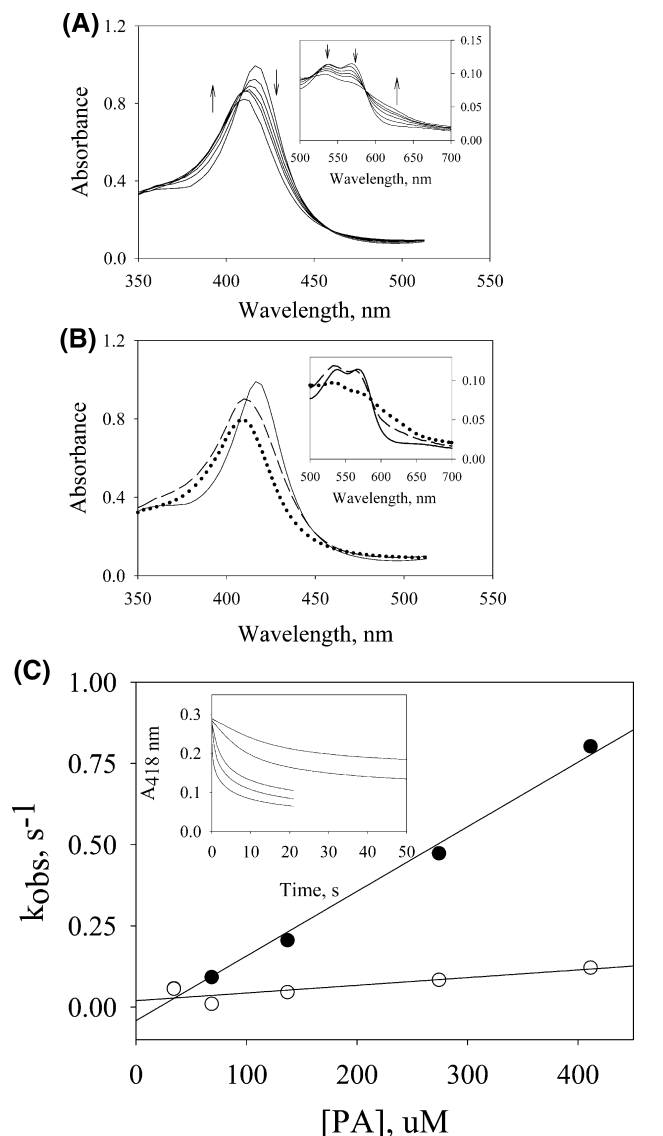 (A)
1.2
0.8
0.4
0.0
Absorbance
350 400 450 500 550
Wavelength, nm
0.15
0.10
0.05
0.00
500 550 600 650 700
Wavelength, nm
(B)
1.2
0.8
0.4
0.0
Absorbance
350 400 450 500 550
Wavelength, nm
0.10
0.05
0.00
500 550 600 650 700
Wavelength, nm
(C)
1.00
0.75
0.50
0.25
0.00
kobs, s-1
0 100 200 300 400
[PA], uM
0.3
0.2
0.1
0.0
A418 nm
0 10 20 30 40 50
Time, s